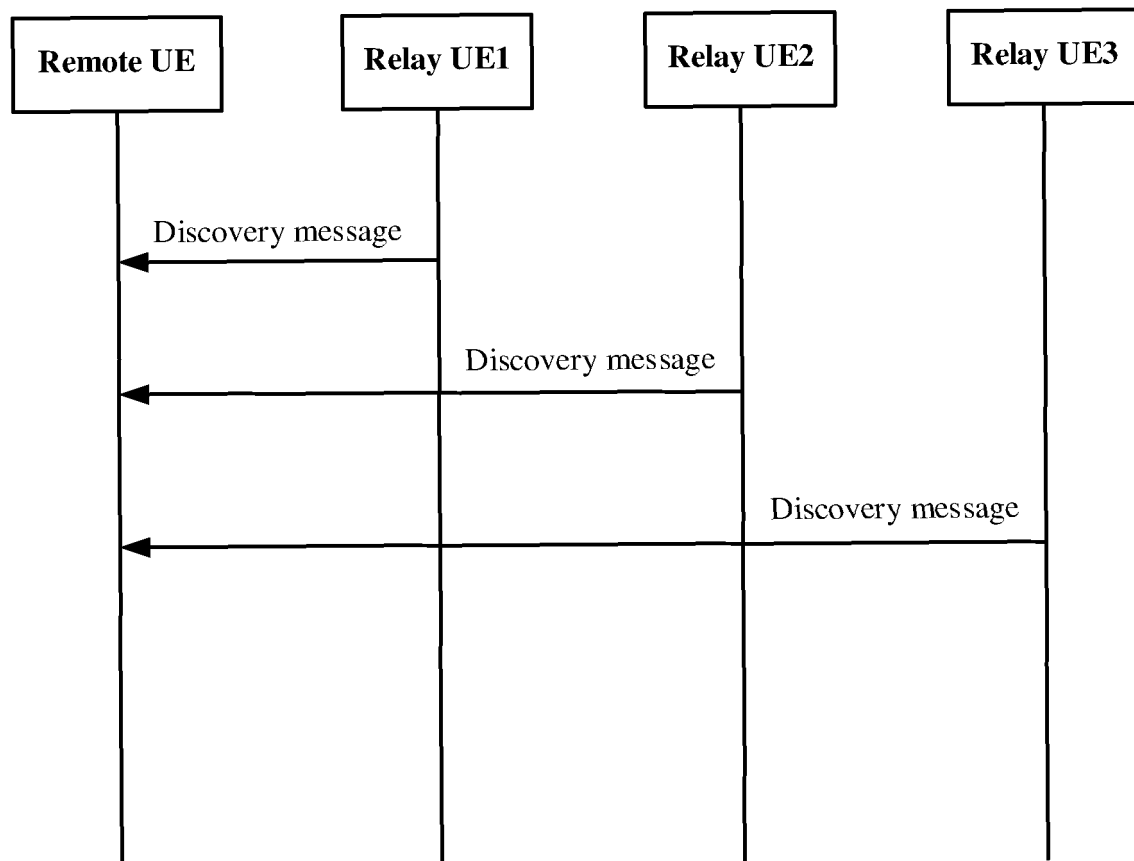 Remote UE
Relay UE1
Relay UE2
Relay UE3
Discovery message
Discovery message
Discovery message